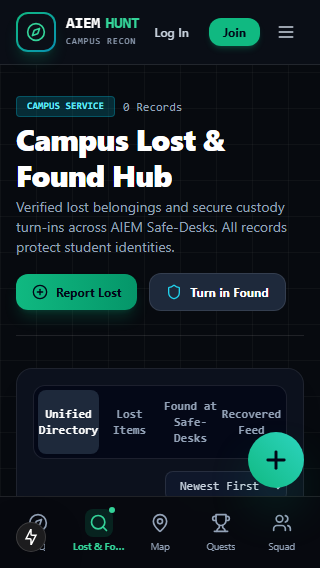 AIEM HUNT
CAMPUS RECON
Log In
Join
CAMPUS SERVICE
0 Records
Campus Lost &
Found Hub
Verified lost belongings and secure custody
turn-ins across AIEM Safe-Desks. All records
protect student identities.
Report Lost
Turn in Found
Unified
Directory
Lost
Items
Found at
Safe-
Desks
Recovered
Feed
Newest First
Lost & Fo...
Map
Quests
Squad